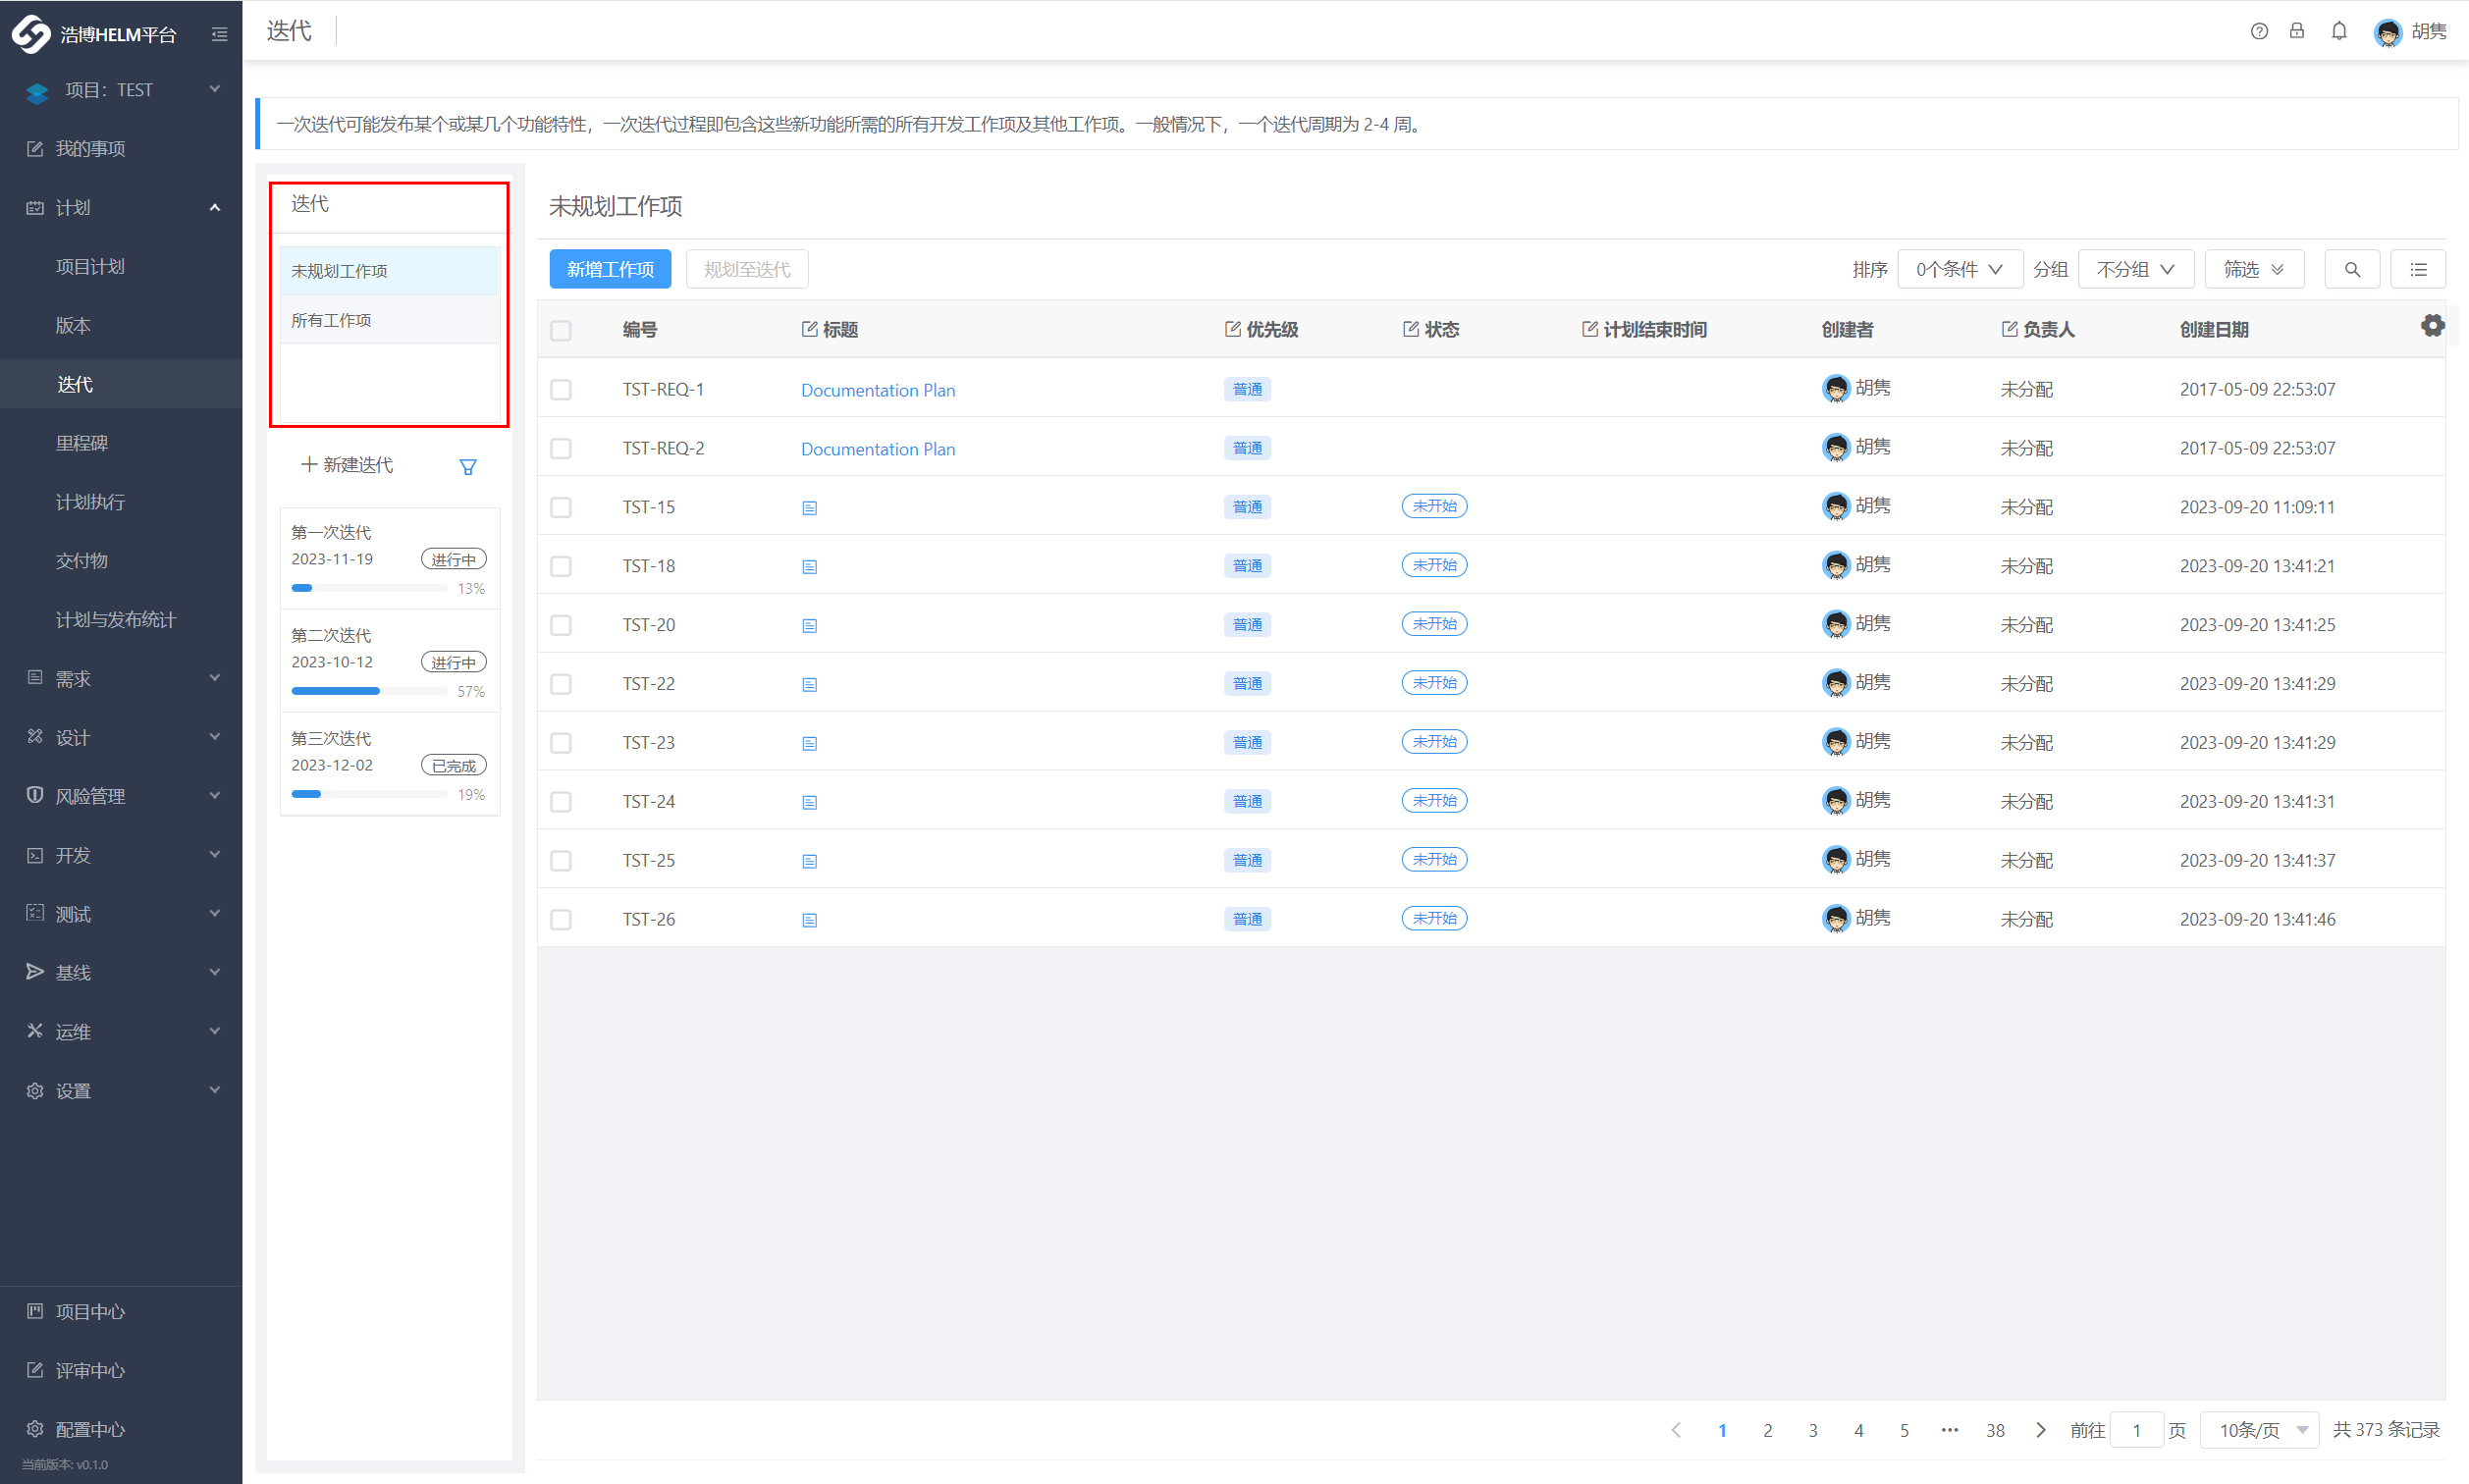 浩博HELM平台
项目：TEST
我的事项
计划
项目计划
版本
迭代
里程碑
计划执行
交付物
计划与发布统计
需求
设计
风险管理
开发
测试
基线
运维
设置
项目中心
评审中心
配置中心
当前版本: v0.1.0
迭代
胡隽
一次迭代可能发布某个或某几个功能特性，一次迭代过程即包含这些新功能所需的所有开发工作项及其他工作项。一般情况下，一个迭代周期为 2-4 周。
迭代
未规划工作项
所有工作项
新建迭代
第一次迭代
2023-11-19 进行中
13%
第二次迭代
2023-10-12 进行中
57%
第三次迭代
2023-12-02 已完成
19%
未规划工作项
新增工作项 规划至迭代 排序 0个条件 分组 不分组 筛选
编号 标题 优先级 状态 计划结束时间 创建者 负责人 创建日期
TST-REQ-1 Documentation Plan 普通 胡隽 未分配 2017-05-09 22:53:07
TST-REQ-2 Documentation Plan 普通 胡隽 未分配 2017-05-09 22:53:07
TST-15 普通 未开始 胡隽 未分配 2023-09-20 11:09:11
TST-18 普通 未开始 胡隽 未分配 2023-09-20 13:41:21
TST-20 普通 未开始 胡隽 未分配 2023-09-20 13:41:25
TST-22 普通 未开始 胡隽 未分配 2023-09-20 13:41:29
TST-23 普通 未开始 胡隽 未分配 2023-09-20 13:41:29
TST-24 普通 未开始 胡隽 未分配 2023-09-20 13:41:31
TST-25 普通 未开始 胡隽 未分配 2023-09-20 13:41:37
TST-26 普通 未开始 胡隽 未分配 2023-09-20 13:41:46
1 2 3 4 5 ••• 38 前往 1 页 10条/页 共 373 条记录